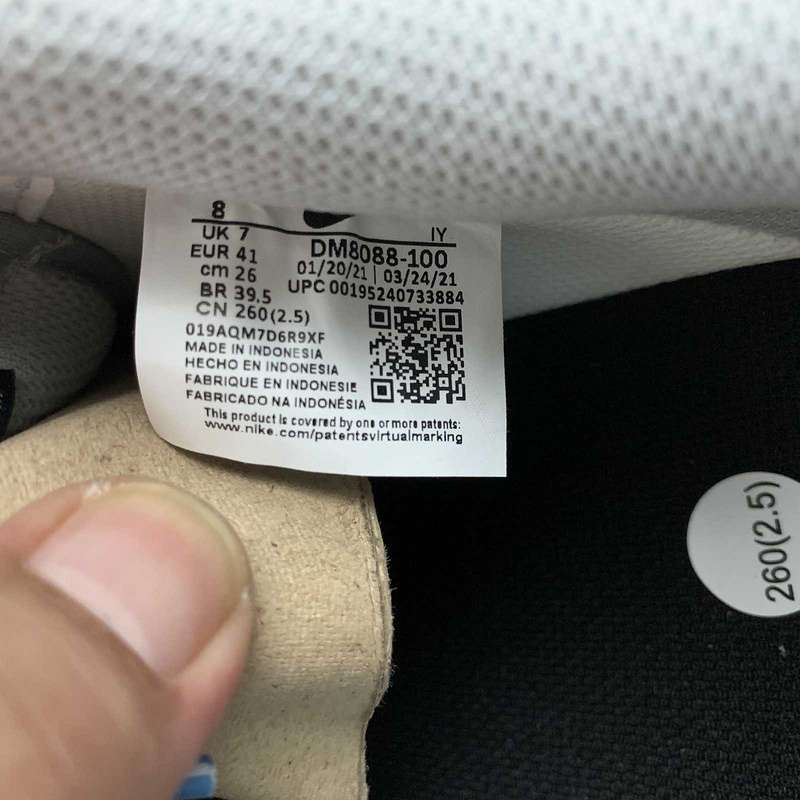 8
UK 7
IY
EUR 41
DM8088-100
cm 26
01/20/21 | 03/24/21
BR 39.5
UPC 00195240733884
CN 260(2.5)
019AQM7D6R9XF
MADE IN INDONESIA
HECHO EN INDONESIA
FABRIQUE EN INDONESIE
FABRICADO NA INDONÉSIA
This product is covered by one or more patents:
www.nike.com/patentsvirtualmarking
260(2.5)